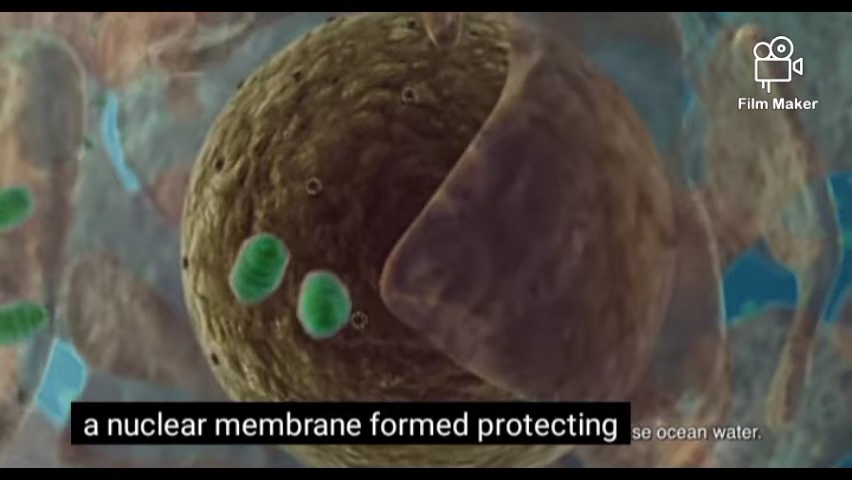 Film Maker
a nuclear membrane formed protecting
se ocean water.